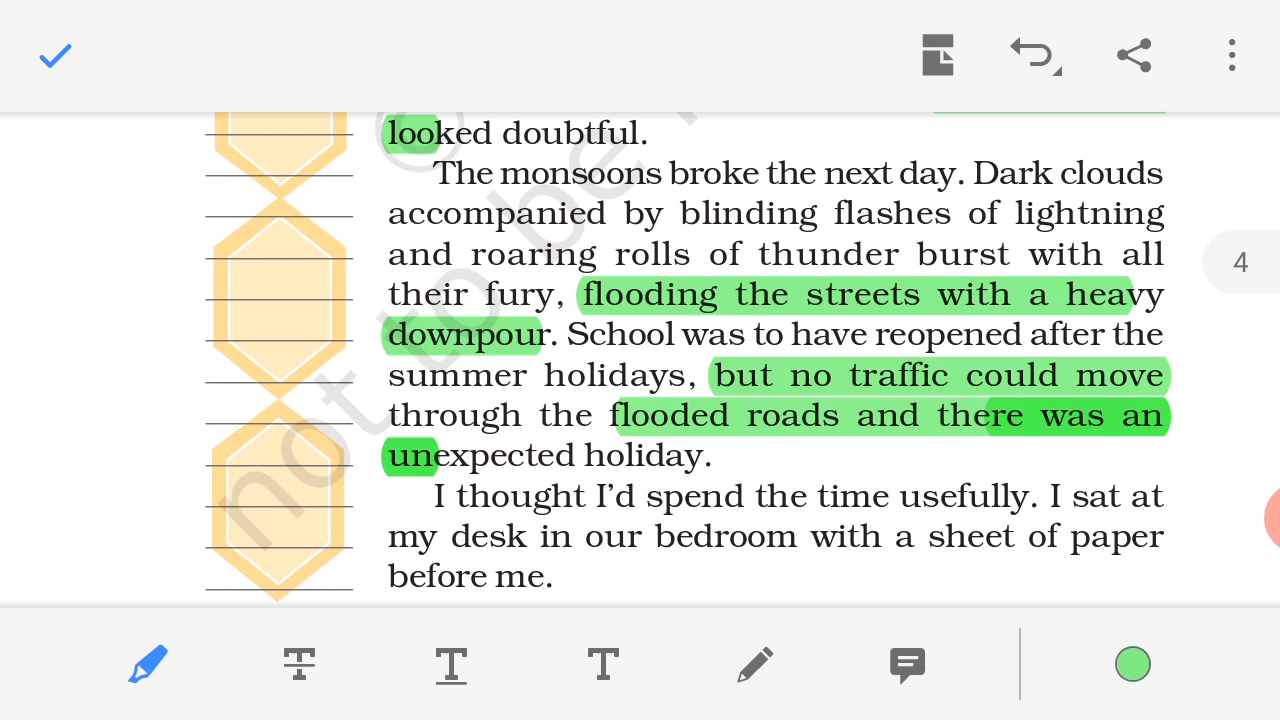 looked doubtful.
The monsoons broke the next day. Dark clouds
accompanied by blinding flashes of lightning
and roaring rolls of thunder burst with all
their fury, flooding the streets with a heavy
downpour. School was to have reopened after the
summer holidays, but no traffic could move
through the flooded roads and there was an
unexpected holiday.
I thought I'd spend the time usefully. I sat at
my desk in our bedroom with a sheet of paper
before me.
4
© not to be